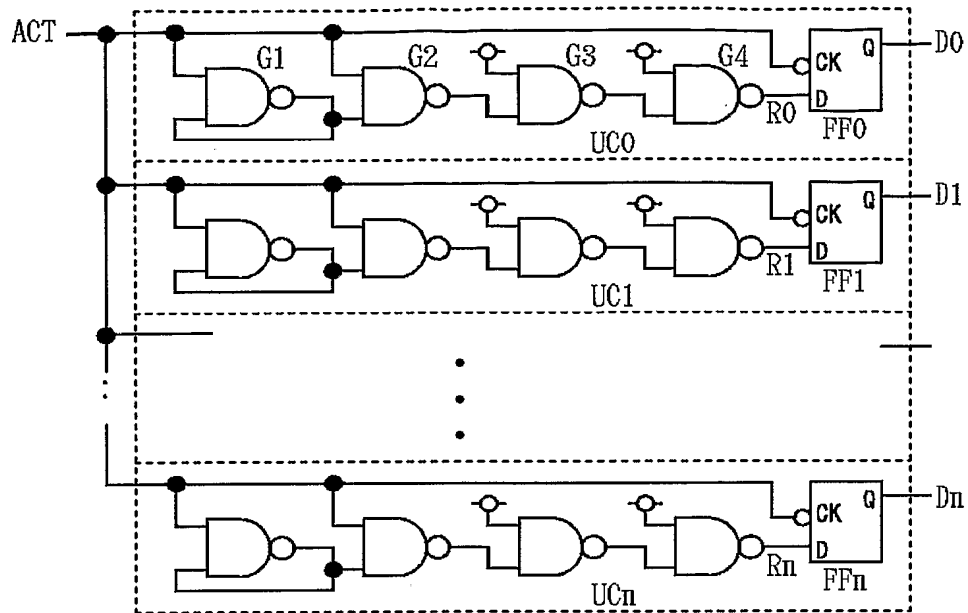 ACT
G1 G2 G3 G4
Q D0
CK
D
R0
FF0
UC0
Q D1
CK
D
R1
FF1
UC1
Q Dn
CK
D
Rn
FFn
UCn